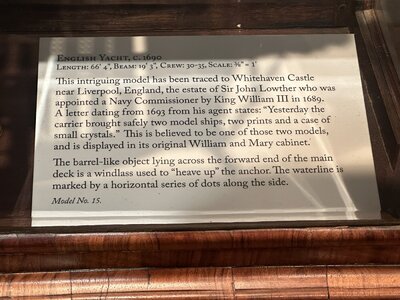 English Yacht, c. 1690
Length: 66' 4", Beam: 19' 3", Crew: 30-35, Scale: ⅜" = 1'
This intriguing model has been traced to Whitehaven Castle
near Liverpool, England, the estate of Sir John Lowther who was
appointed a Navy Commissioner by King William III in 1689.
A letter dating from 1693 from his agent states: "Yesterday the
carrier brought safely two model ships, two prints and a case of
small crystals." This is believed to be one of those two models,
and is displayed in its original William and Mary cabinet.
The barrel-like object lying across the forward end of the main
deck is a windlass used to "heave up" the anchor. The waterline is
marked by a horizontal series of dots along the side.
Model No. 15.